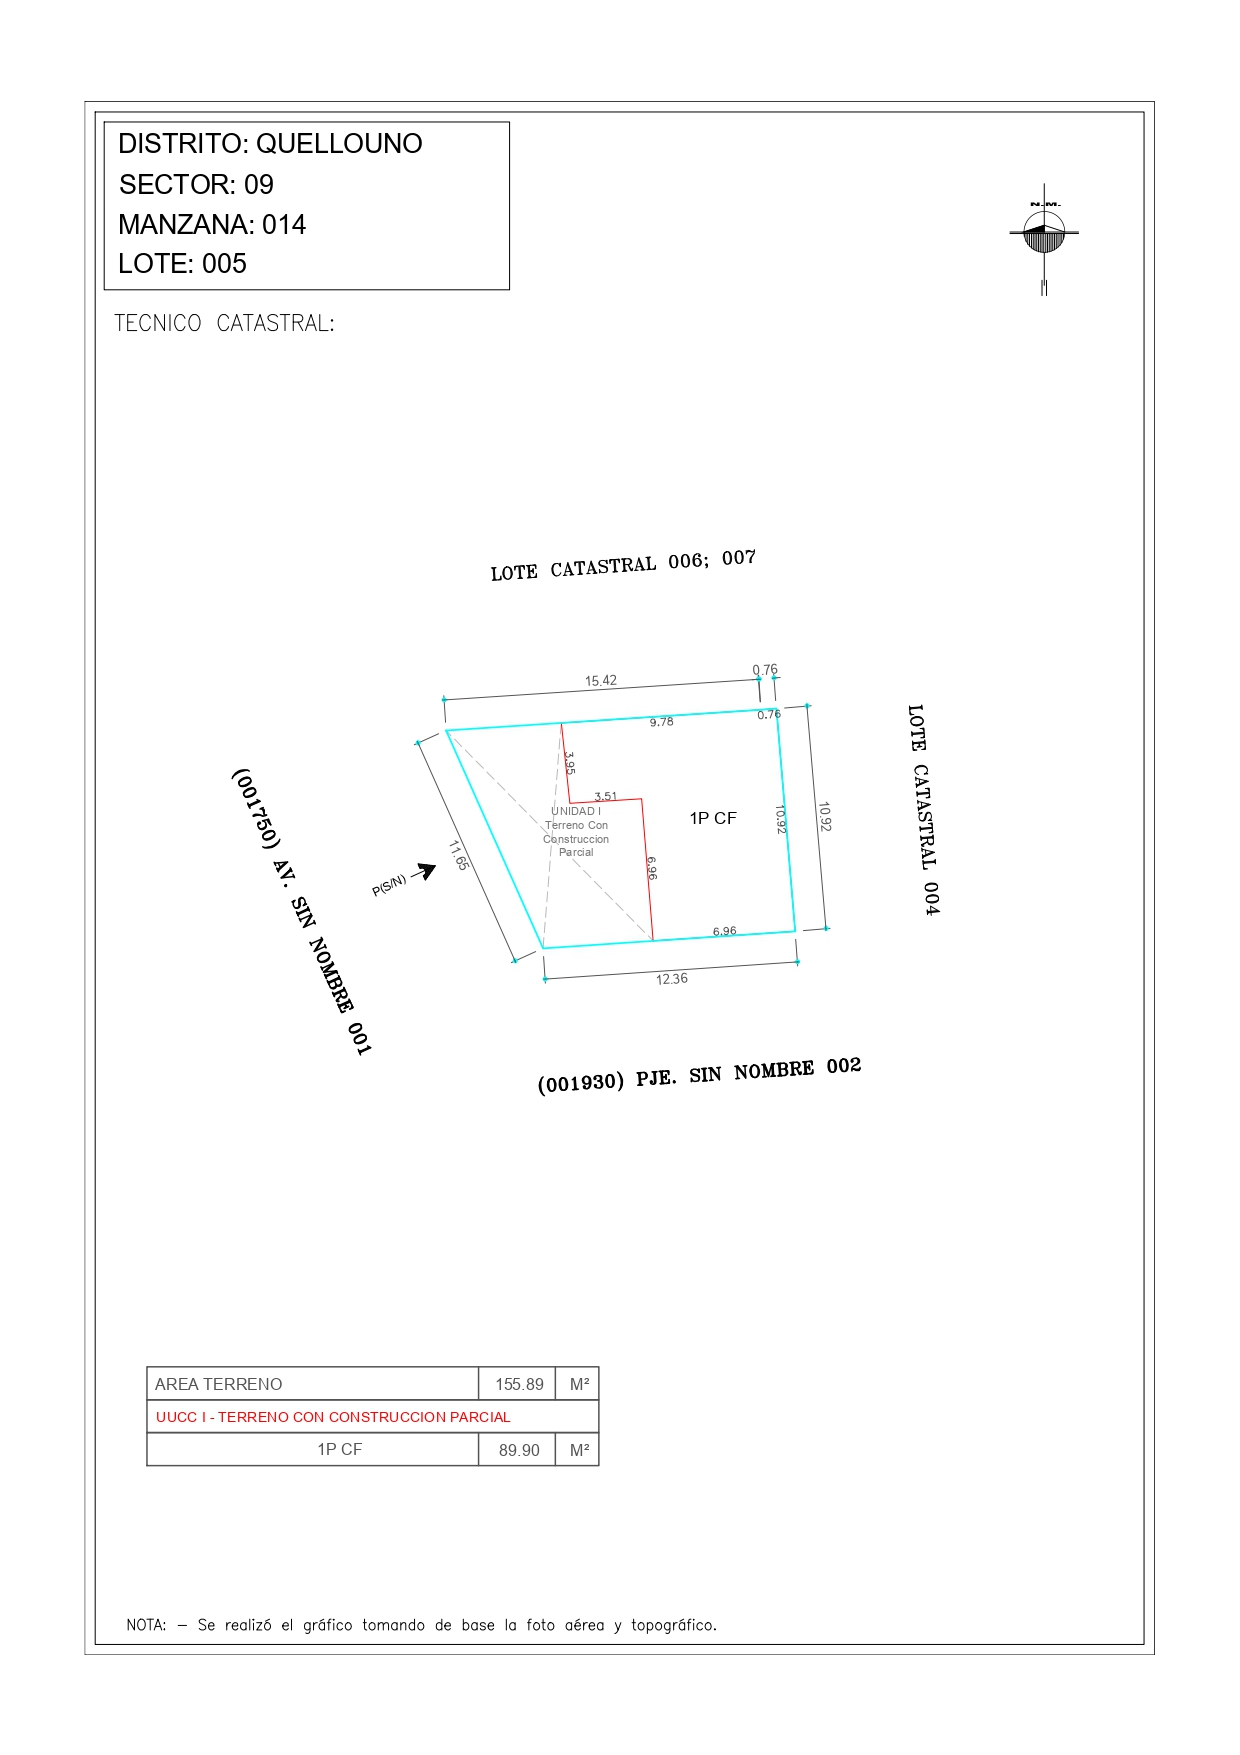 DISTRITO: QUELLOUNO
SECTOR: 09
MANZANA: 014
LOTE: 005
N.M.
TECNICO CATASTRAL:
LOTE CATASTRAL 006; 007
0.76
15.42
9.78
0.76
3.95
3.51
UNIDAD I
Terreno Con
Construccion
Parcial
1P CF
10.92
10.92
LOTE CATASTRAL 004
(001750) AV. SIN NOMBRE 001
11.65
P(S/N)
6.96
6.96
12.36
(001930) PJE. SIN NOMBRE 002
AREA TERRENO 155.89 M²
UUCC I - TERRENO CON CONSTRUCCION PARCIAL
1P CF 89.90 M²
NOTA: – Se realizó el gráfico tomando de base la foto aérea y topográfico.